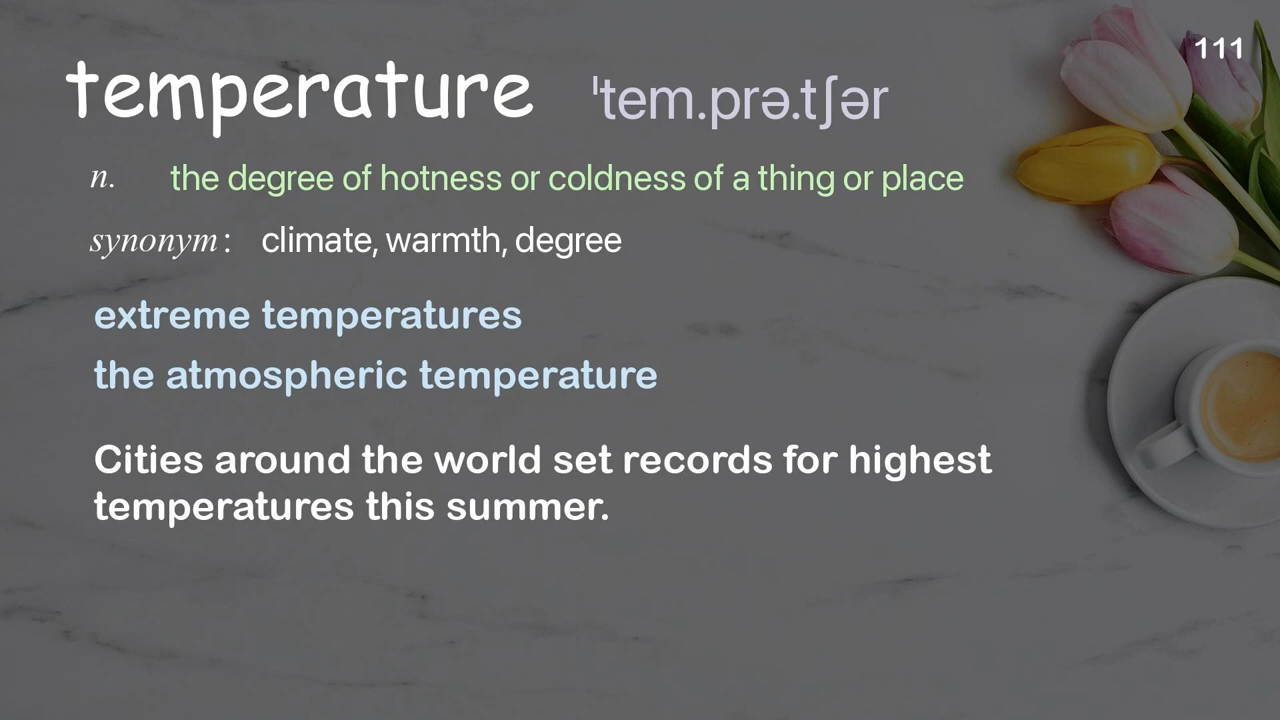 111
temperature ˈtem.prə.tʃər
n. the degree of hotness or coldness of a thing or place
synonym: climate, warmth, degree
extreme temperatures
the atmospheric temperature
Cities around the world set records for highest
temperatures this summer.